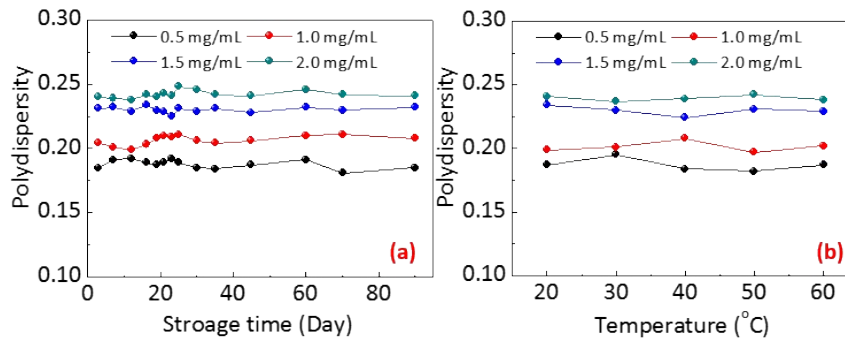 0.30
0.25
0.20
0.15
0.10
Polydispersity
0.5 mg/mL
1.0 mg/mL
1.5 mg/mL
2.0 mg/mL
(a)
0 20 40 60 80
Stroage time (Day)
0.30
0.25
0.20
0.15
0.10
Polydispersity
0.5 mg/mL
1.0 mg/mL
1.5 mg/mL
2.0 mg/mL
(b)
20 30 40 50 60
Temperature (°C)